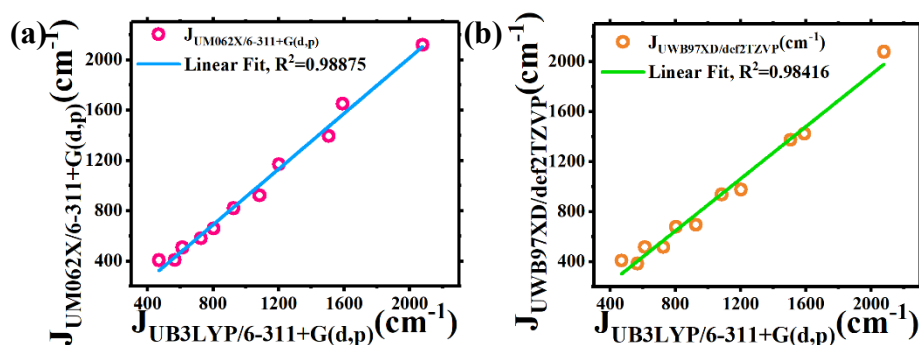 (a)
J_UM062X/6-311+G(d,p)
Linear Fit, R²=0.98875
2000
1600
1200
800
400
J_UM062X/6-311+G(d,p)(cm⁻¹)
400 800 1200 1600 2000
J_UB3LYP/6-311+G(d,p)(cm⁻¹)
(b)
J_UWB97XD/def2TZVP(cm⁻¹)
Linear Fit, R²=0.98416
2000
1600
1200
800
400
J_UWB97XD/def2TZVP(cm⁻¹)
400 800 1200 1600 2000
J_UB3LYP/6-311+G(d,p)(cm⁻¹)